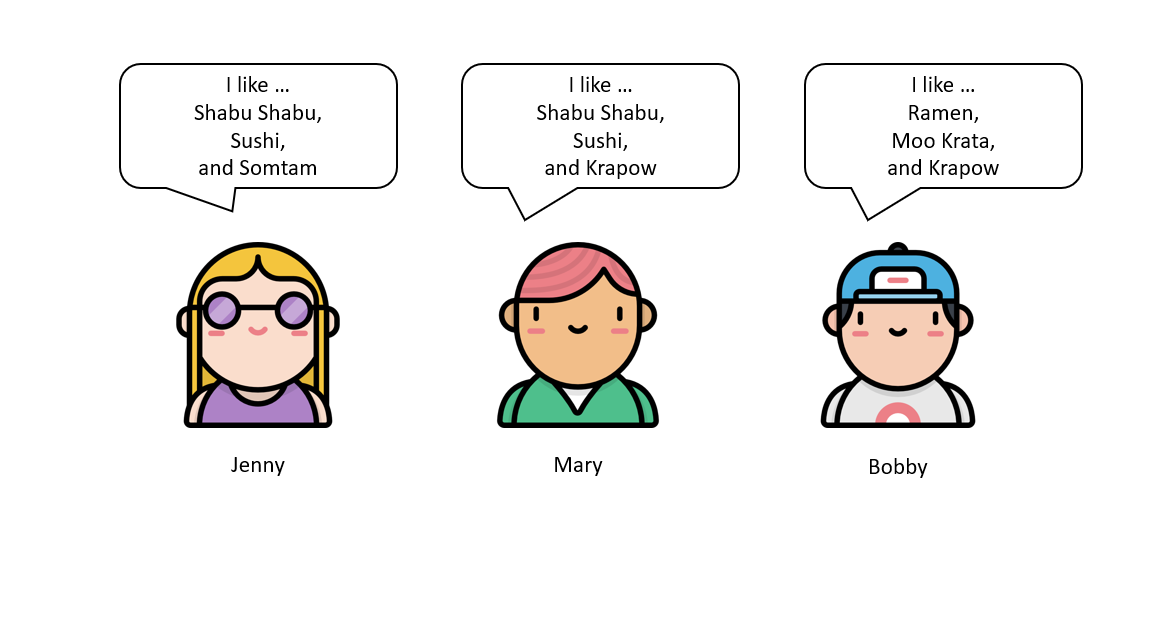 I like …
Shabu Shabu,
Sushi,
and Somtam
I like …
Shabu Shabu,
Sushi,
and Krapow
I like …
Ramen,
Moo Krata,
and Krapow
Jenny
Mary
Bobby